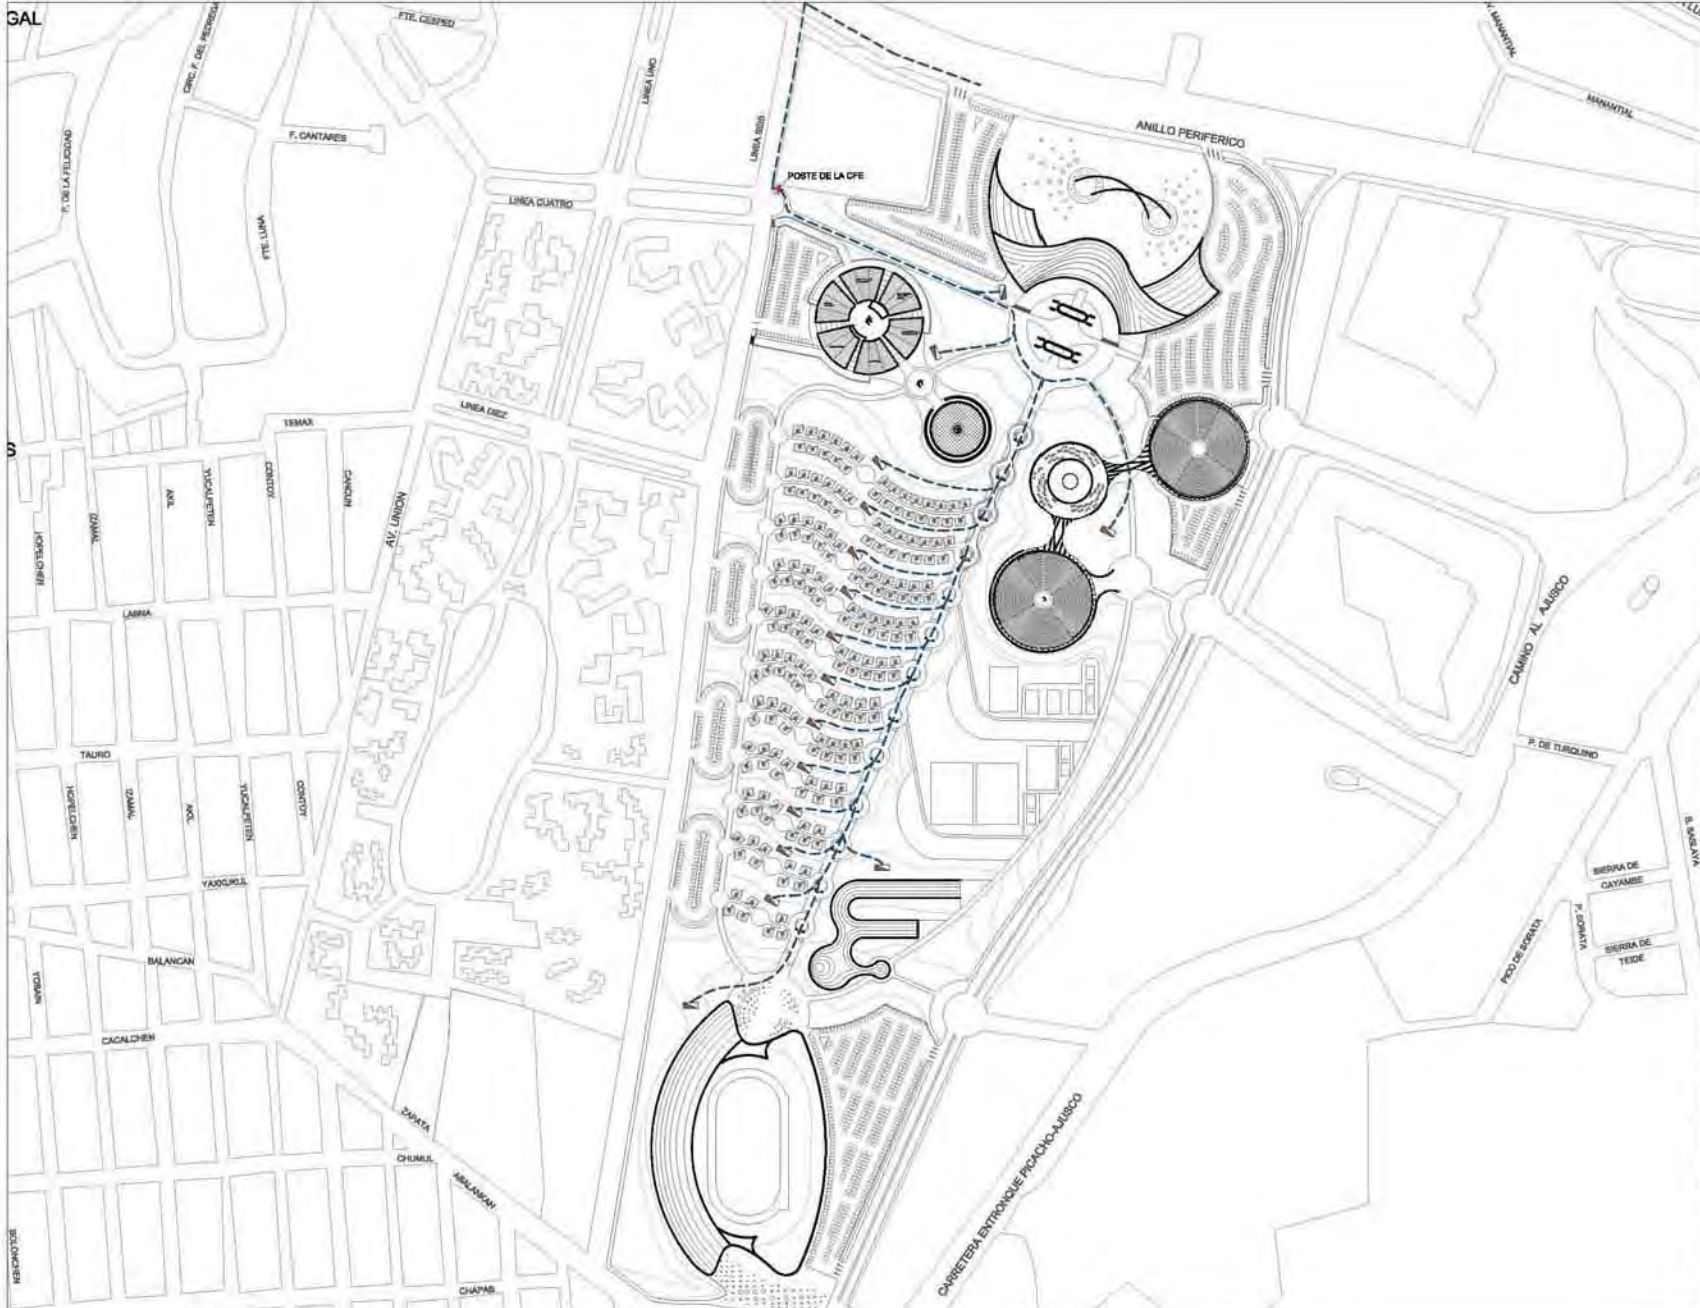 GAL
CIRC. F. DEL PEDREGAL
FTE. CESPED
LINEA UNO
LINEA SEIS
V. MANANTIAL
MANANTIAL
F. DE LA FELICIDAD
F. CANTARES
ANILLO PERIFERICO
POSTE DE LA CFE
LINEA CUATRO
FTE. LUNA
LINEA DIEZ
TEMAX
S
AV. UNION
CANCUN
CONTOY
YUCALPETEN
AKIL
IZAMAL
HOPELCHEN
LABNA
CAMINO AL AJUSCO
TAURO
P. DE TURQUINO
HOPELCHEN
IZAMAL
AKIL
YUCALPETEN
CONTOY
YAXKUKUL
SIERRA DE
CAYAMBE
P. SORATA
SIERRA DE
TEIDE
PICO DE SORATA
BALANCAN
YOBAIN
CACALCHEN
ZAPATA
CHUMUL
CARRETERA ENTRONQUE PICACHO-AJUSCO
BOLONCHEN
CHAPAB